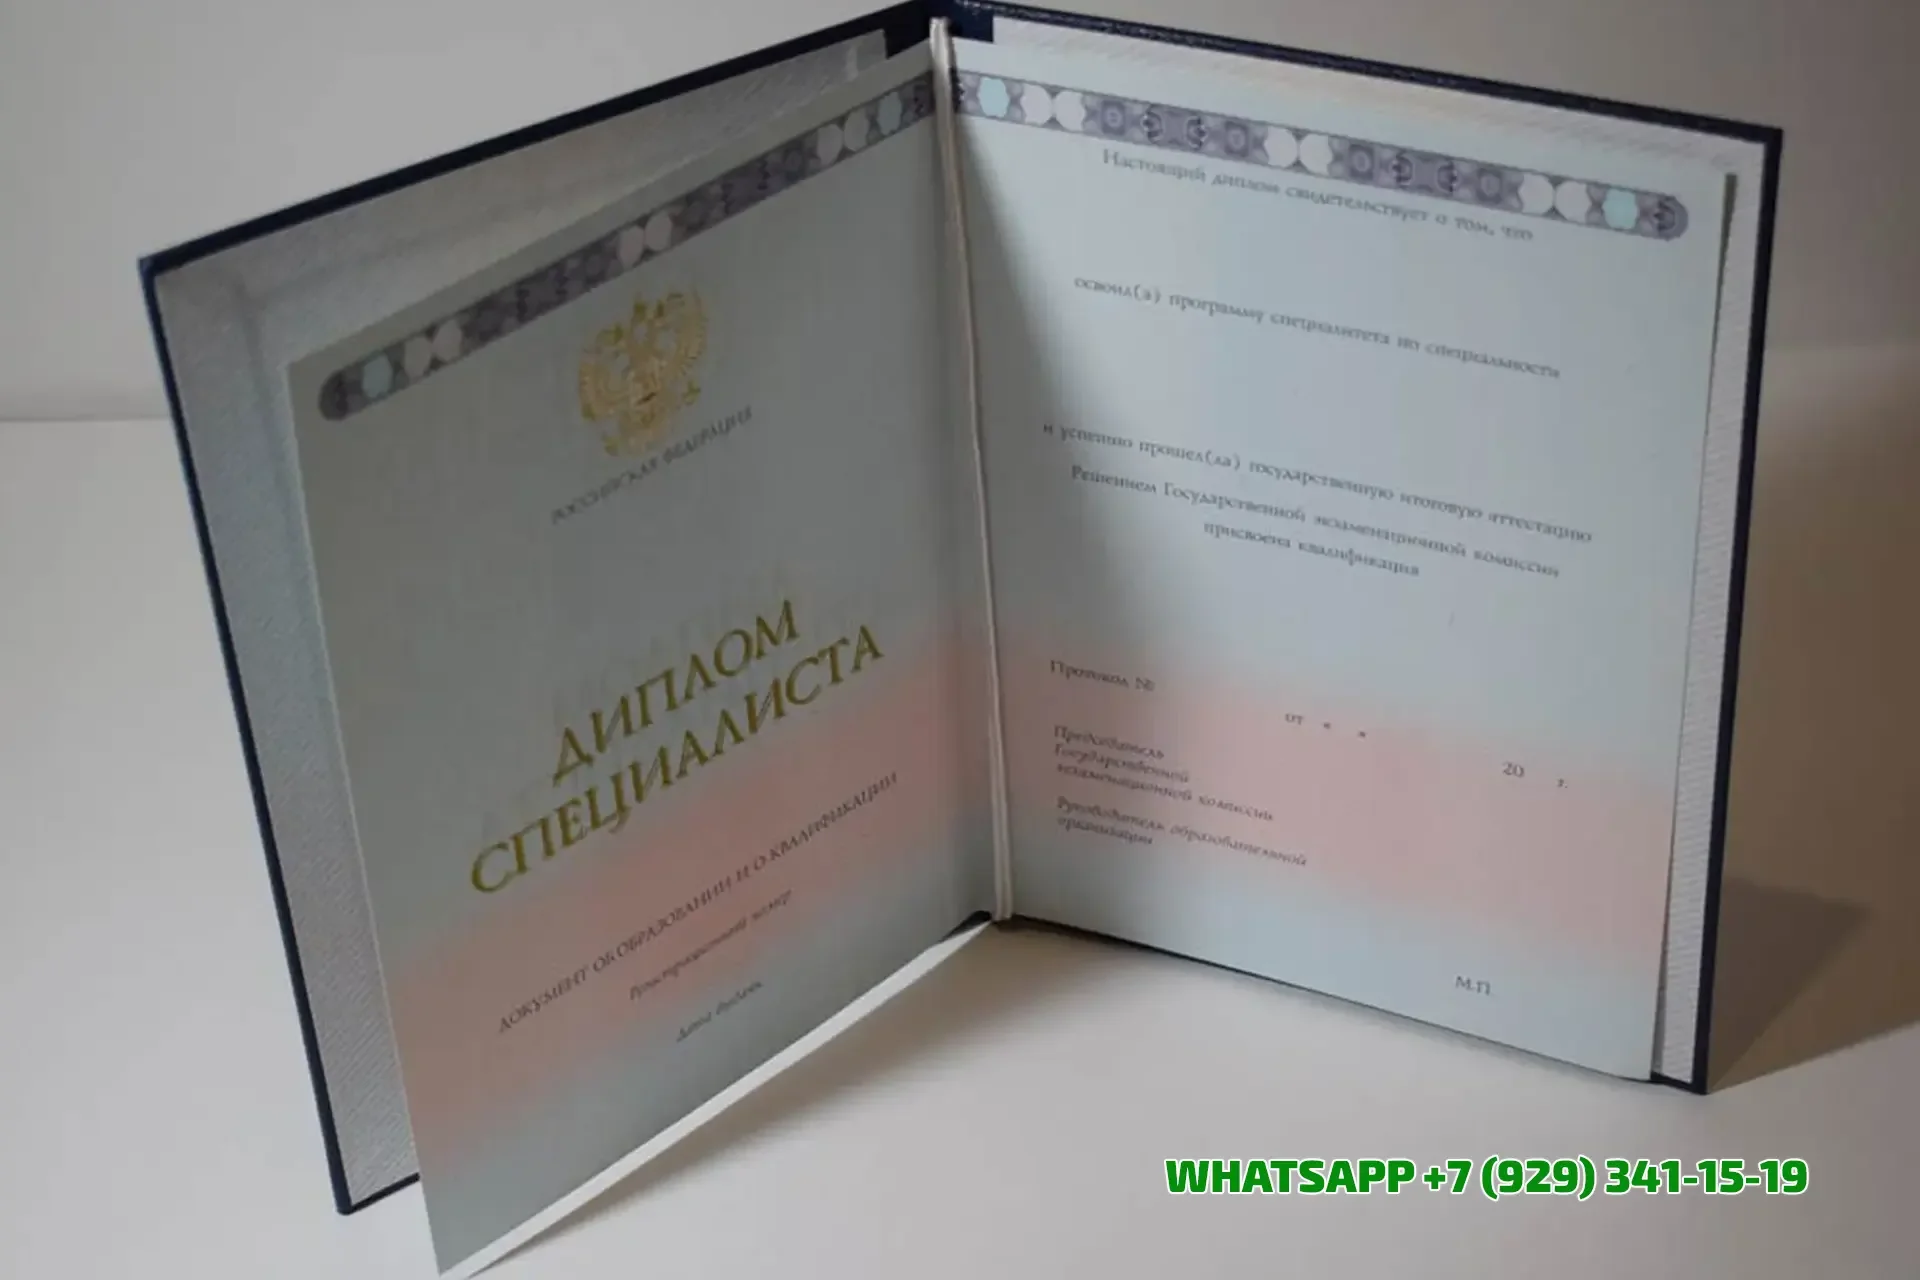 РОССИЙСКАЯ ФЕДЕРАЦИЯ
ДИПЛОМ
СПЕЦИАЛИСТА
ДОКУМЕНТ ОБ ОБРАЗОВАНИИ И О КВАЛИФИКАЦИИ
Регистрационный номер
Дата выдачи
Настоящий диплом свидетельствует о том, что
освоил(а) программу специалитета по специальности
и успешно прошел(ла) государственную итоговую аттестацию
Решением Государственной экзаменационной комиссии
присвоена квалификация
Протокол №
от « »
20 г.
Председатель
Государственной
экзаменационной комиссии
Руководитель образовательной
организации
М.П.
WHATSAPP +7 (929) 341-15-19